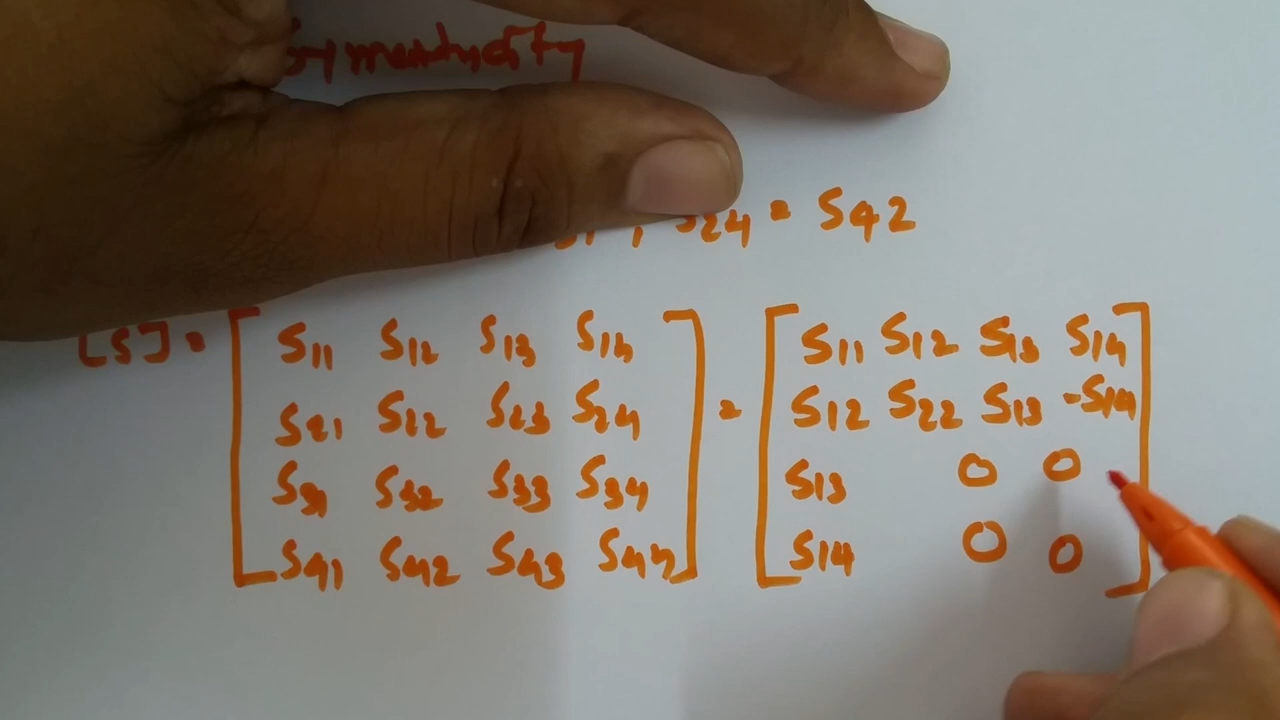 S24 = S42
[S] = [ S11 S12 S13 S14 ] = [ S11 S12 S13 S14 ]
S21 S22 S23 S24 S12 S22 S13 -S14
S31 S32 S33 S34 S13 0 0
S41 S42 S43 S44 S14 0 0